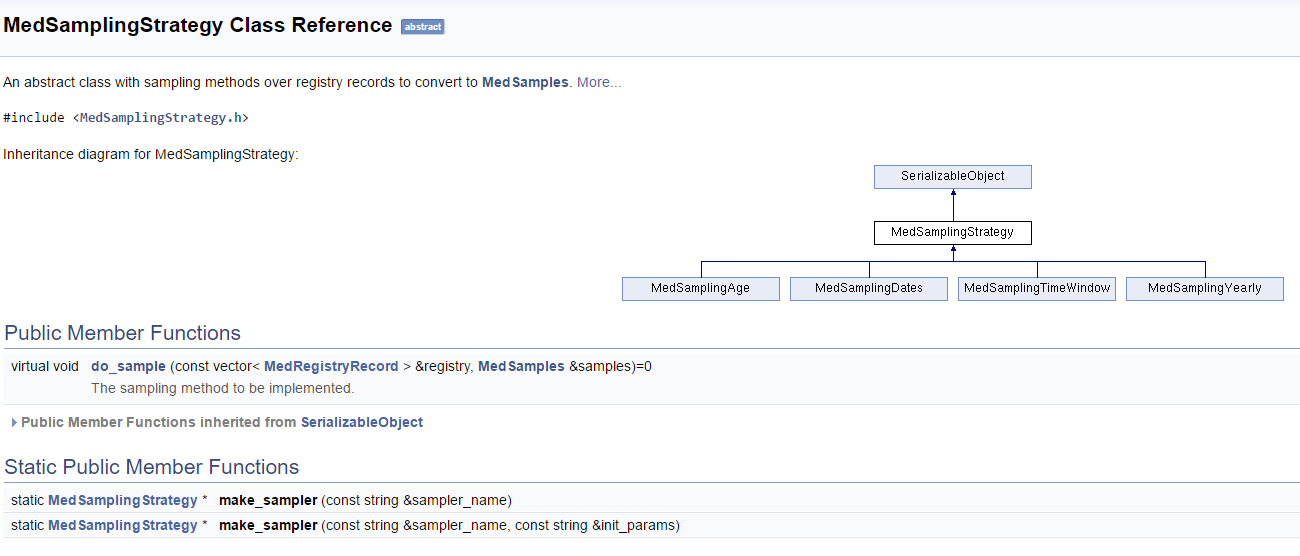 MedSamplingStrategy Class Reference abstract
An abstract class with sampling methods over registry records to convert to MedSamples. More...
#include <MedSamplingStrategy.h>
Inheritance diagram for MedSamplingStrategy:
SerializableObject
MedSamplingStrategy
MedSamplingAge MedSamplingDates MedSamplingTimeWindow MedSamplingYearly
Public Member Functions
virtual void do_sample (const vector< MedRegistryRecord > &registry, MedSamples &samples)=0
The sampling method to be implemented.
Public Member Functions inherited from SerializableObject
Static Public Member Functions
static MedSamplingStrategy * make_sampler (const string &sampler_name)
static MedSamplingStrategy * make_sampler (const string &sampler_name, const string &init_params)